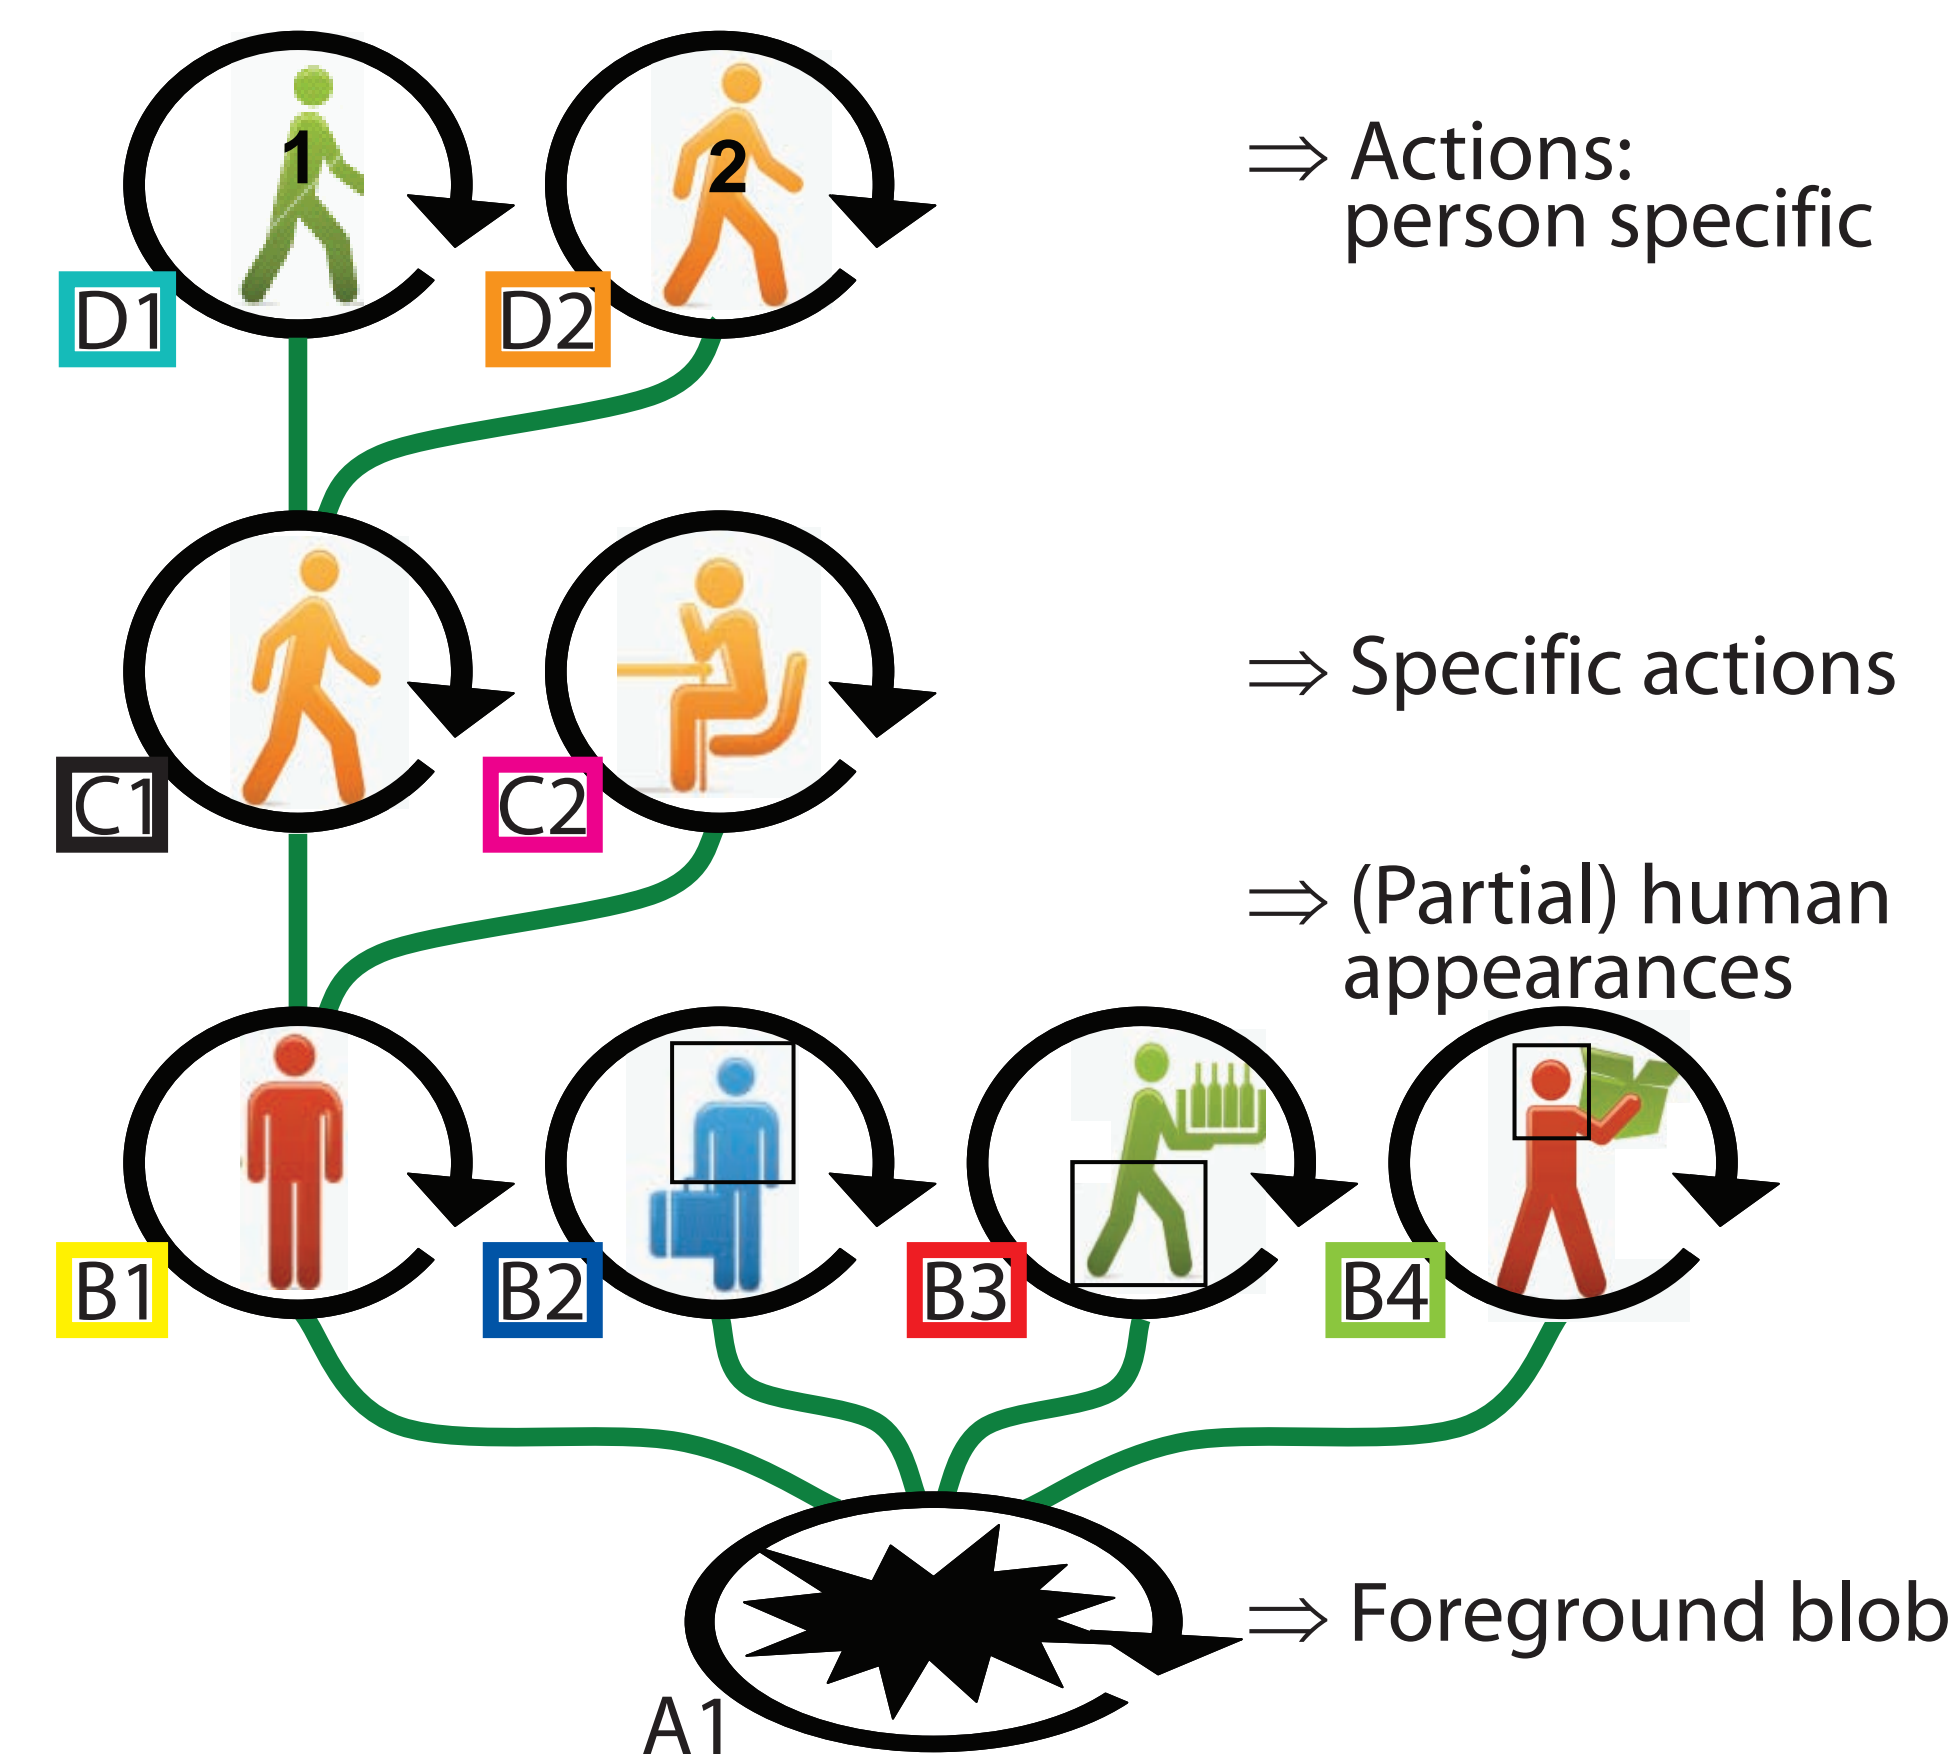 1
2
⇒ Actions:
person specific
D1
D2
⇒ Specific actions
C1
C2
⇒ (Partial) human
appearances
B1
B2
B3
B4
⇒ Foreground blob
A1